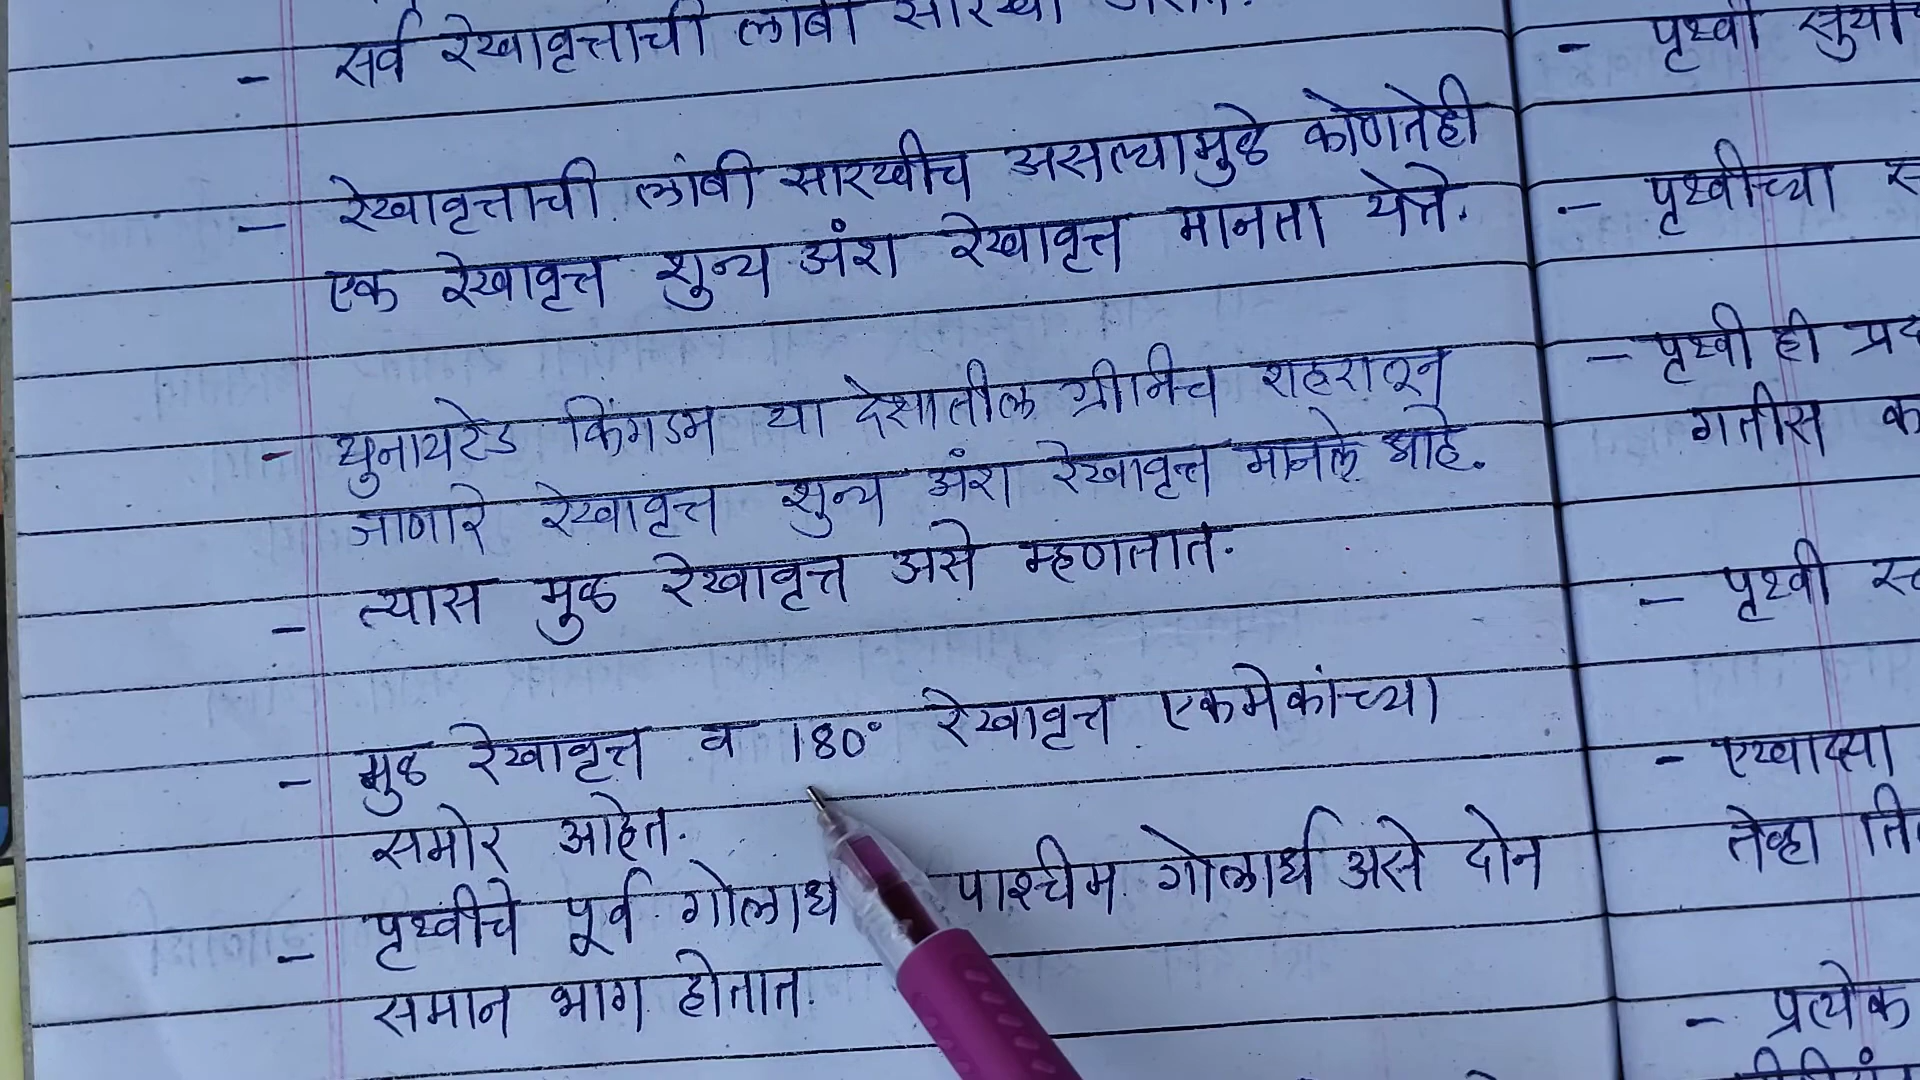 - सर्व रेखावृत्ताची लांबी सारखी असते.
- रेखावृत्ताची लांबी सारखीच असल्यामुळे कोणतेही
एक रेखावृत्त शुन्य अंश रेखावृत्त मानता येते.
- युनायटेड किंगडम या देशातील ग्रीनिच शहरातून
जाणारे रेखावृत्त शुन्य अंश रेखावृत्त मानले आहे.
- त्यास मुळ रेखावृत्त असे म्हणतात.
- मुळ रेखावृत्त व 180° रेखावृत्त एकमेकांच्या
समोर आहेत.
- पृथ्वीचे पूर्व गोलार्ध पाश्चिम गोलार्ध असे दोन
समान भाग होतात.
- पृथ्वी
- पृथ्वीच्या
- पृथ्वी ही
गतीस
- पृथ्वी
- एखाद्या
तेव्हा
- प्रत्येक